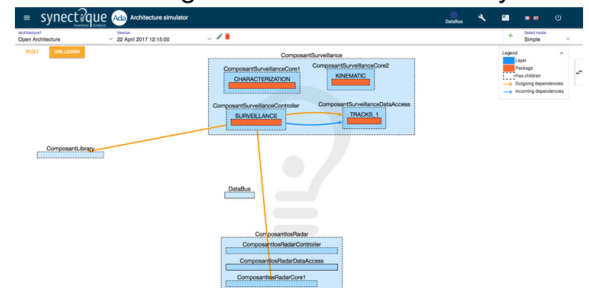 synectique Ada Architecture simulator
DataBus
Architecture1
Open Architecture
Version
22 April 2017 12:15:00
Select mode
Simple
RESET
DRILLDOWN
Legend
Layer
Package
Has children
Outgoing dependencies
Incoming dependencies
ComposantSurveillance
ComposantSurveillanceCore1
CHARACTERIZATION
ComposantSurveillanceCore2
KINEMATIC
ComposantSurveillanceController
SURVEILLANCE
ComposantSurveillanceDataAccess
TRACKS_1
ComposantLibrary
DataBus
ComposantIosRadar
ComposantIosRadarController
ComposantIosRadarDataAccess
ComposantIosRadarCore1